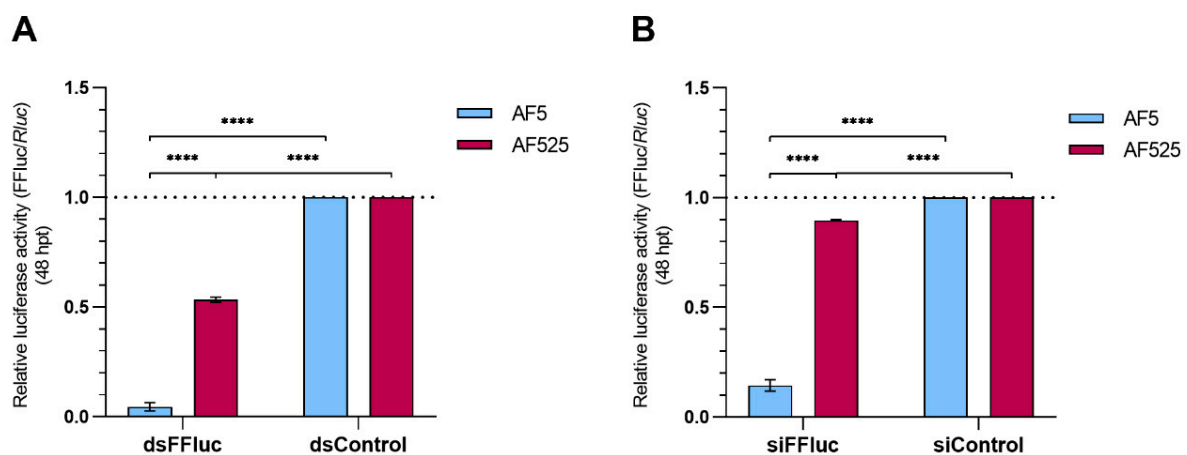 A
Relative luciferase activity (FFluc/Rluc)
(48 hpt)
1.5
1.0
0.5
0.0
****
****
****
dsFFluc
dsControl
AF5
AF525
B
Relative luciferase activity (FFluc/Rluc)
(48 hpt)
1.5
1.0
0.5
0.0
****
****
****
siFFluc
siControl
AF5
AF525